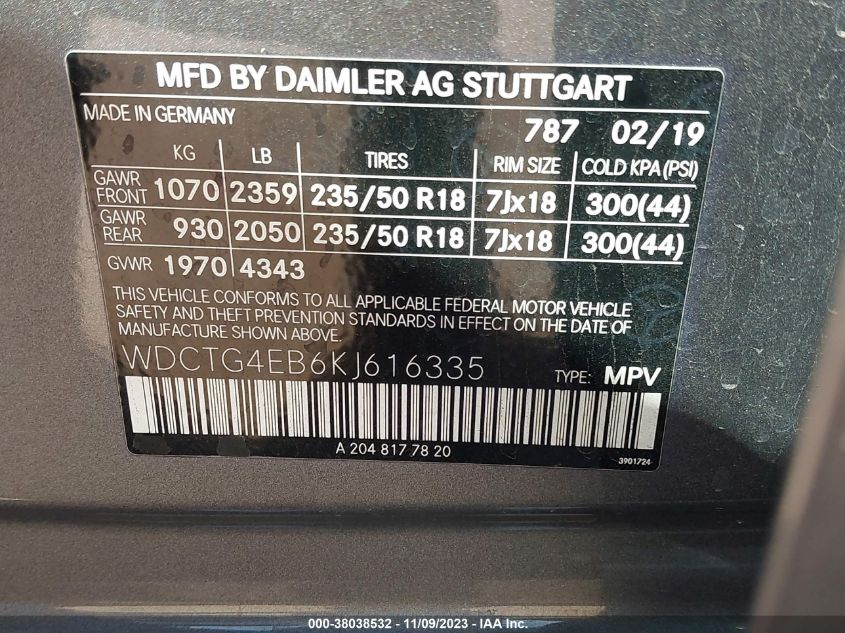 MFD BY DAIMLER AG STUTTGART
MADE IN GERMANY
787 02/19
KG LB TIRES RIM SIZE COLD KPA (PSI)
GAWR FRONT 1070 2359 235/50 R18 7Jx18 300(44)
GAWR REAR 930 2050 235/50 R18 7Jx18 300(44)
GVWR 1970 4343
THIS VEHICLE CONFORMS TO ALL APPLICABLE FEDERAL MOTOR VEHICLE
SAFETY AND THEFT PREVENTION STANDARDS IN EFFECT ON THE DATE OF
MANUFACTURE SHOWN ABOVE.
WDCTG4EB6KJ616335 TYPE: MPV
A 204 817 78 20
3901724
000-38038532 - 11/09/2023 - IAA Inc.